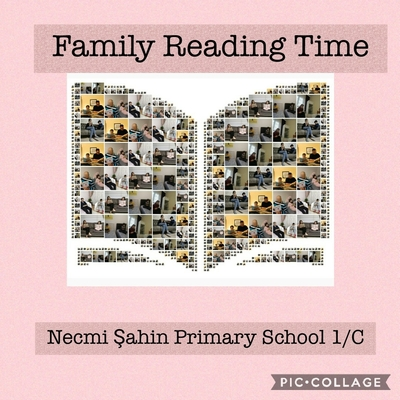 Family Reading Time
Necmi Şahin Primary School 1/C
PIC•COLLAGE